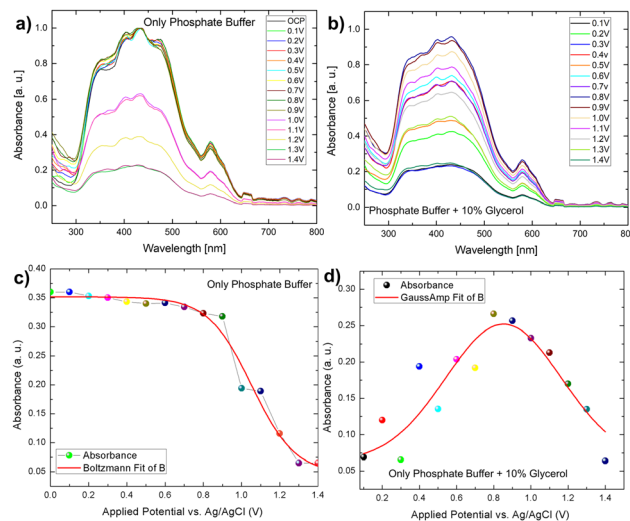 a)
Only Phosphate Buffer
OCP
0.1V
0.2V
0.3V
0.4V
0.5V
0.6V
0.7V
0.8V
0.9V
1.0V
1.1V
1.2V
1.3V
1.4V
1.0
0.8
0.6
0.4
0.2
0.0
Absorbance [a. u.]
300 400 500 600 700 800
Wavelength [nm]
b)
0.1V
0.2V
0.3V
0.4v
0.5V
0.6V
0.7v
0.8V
0.9V
1.0V
1.1V
1.2V
1.3V
1.4V
1.0
0.8
0.6
0.4
0.2
0.0
Absorbance [a. u.]
Phosphate Buffer + 10% Glycerol
300 400 500 600 700 800
Wavelength [nm]
c)
Only Phosphate Buffer
0.40
0.35
0.30
0.25
0.20
0.15
0.10
0.05
Absorbance (a. u.)
Absorbance
Boltzmann Fit of B
0.0 0.2 0.4 0.6 0.8 1.0 1.2 1.4
Applied Potential vs. Ag/AgCl (V)
d)
Absorbance
GaussAmp Fit of B
0.25
0.20
0.15
0.10
0.05
Absorbance (a. u.)
Only Phosphate Buffer + 10% Glycerol
0.2 0.4 0.6 0.8 1.0 1.2 1.4
Applied Potential vs. Ag/AgCl (V)